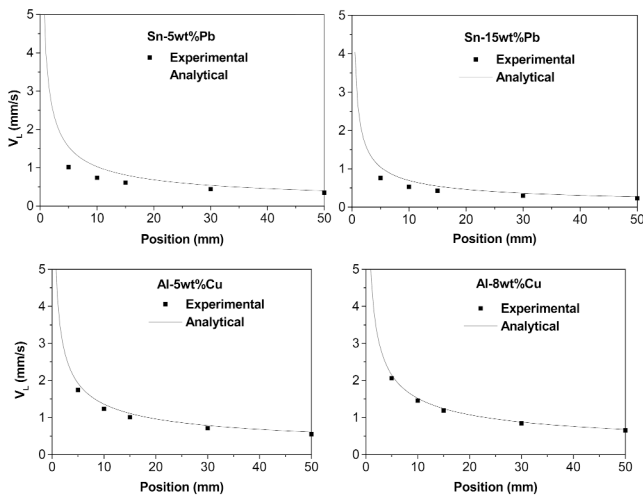 Sn-5wt%Pb
Experimental
Analytical
V_L (mm/s)
5
4
3
2
1
0
0 10 20 30 40 50
Position (mm)
Sn-15wt%Pb
Experimental
Analytical
5
4
3
2
1
0
0 10 20 30 40 50
Position (mm)
Al-5wt%Cu
Experimental
Analytical
V_L (mm/s)
5
4
3
2
1
0
0 10 20 30 40 50
Position (mm)
Al-8wt%Cu
Experimental
Analytical
5
4
3
2
1
0
0 10 20 30 40 50
Position (mm)